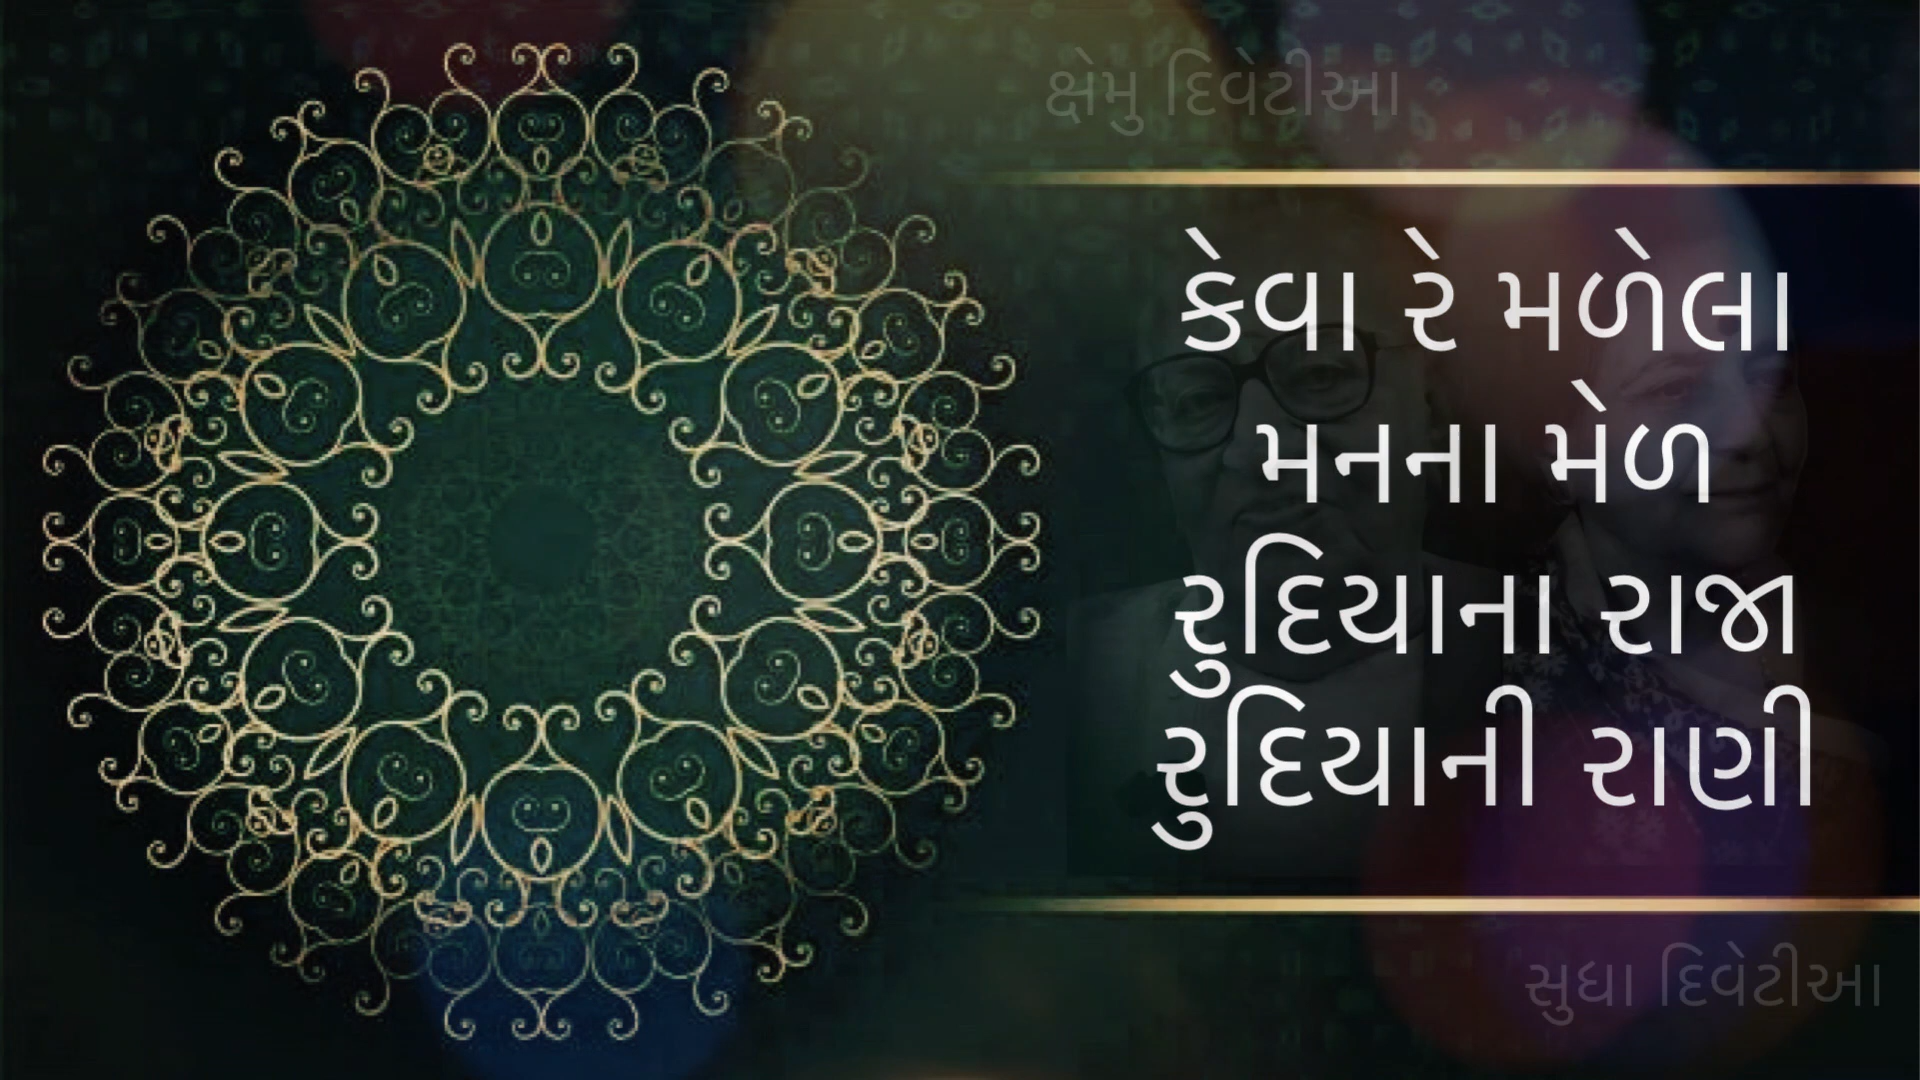 ક્ષેમુ દિવેટીઆ
કેવા રે મળેલા
મનના મેળ
રુદિયાના રાજા
રુદિયાની રાણી
સુધા દિવેટીઆ